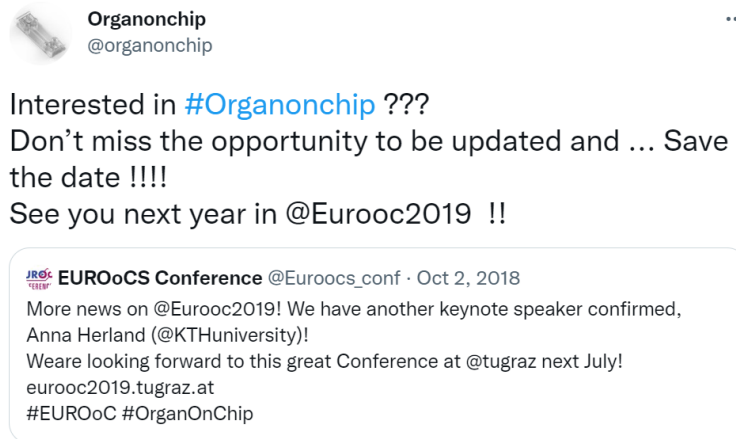 Organonchip
@organonchip
Interested in #Organonchip ???
Don’t miss the opportunity to be updated and ... Save
the date !!!!
See you next year in @Eurooc2019 !!
EUROoCS Conference @Euroocs_conf · Oct 2, 2018
More news on @Eurooc2019! We have another keynote speaker confirmed,
Anna Herland (@KTHuniversity)!
Weare looking forward to this great Conference at @tugraz next July!
eurooc2019.tugraz.at
#EUROoC #OrganOnChip